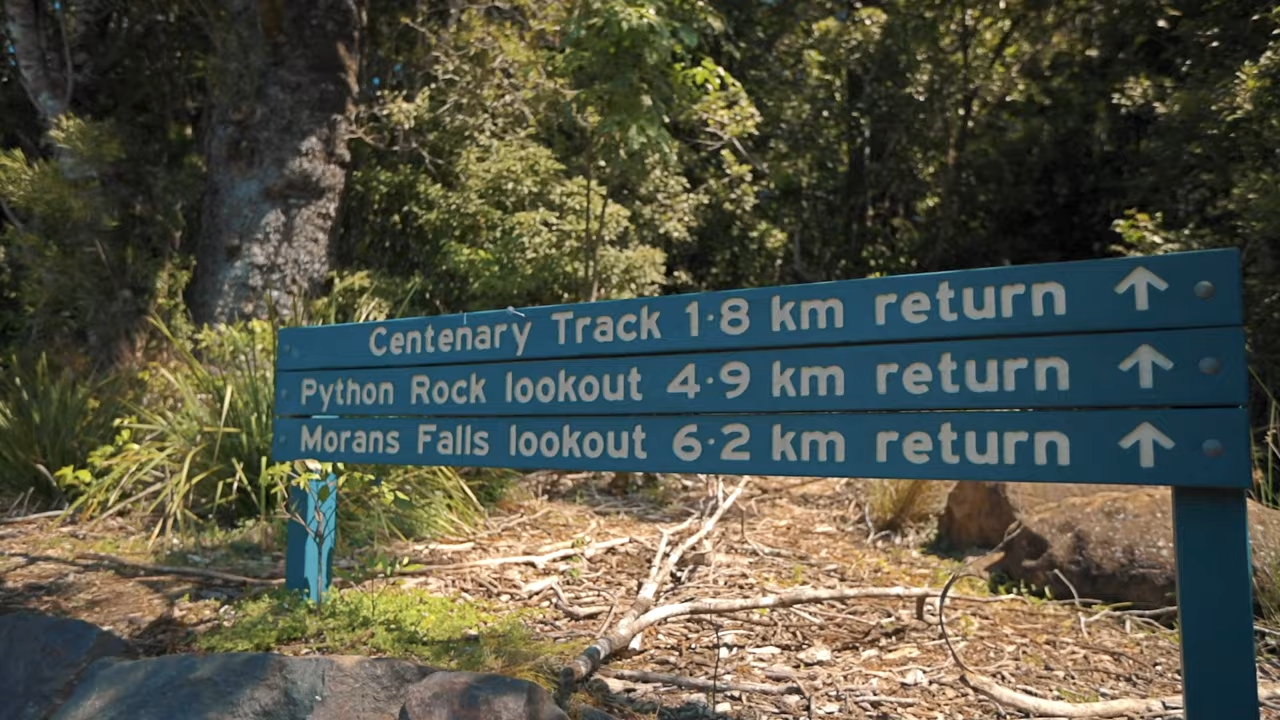 Centenary Track 1·8 km return ↑
Python Rock lookout 4·9 km return ↑
Morans Falls lookout 6·2 km return ↑